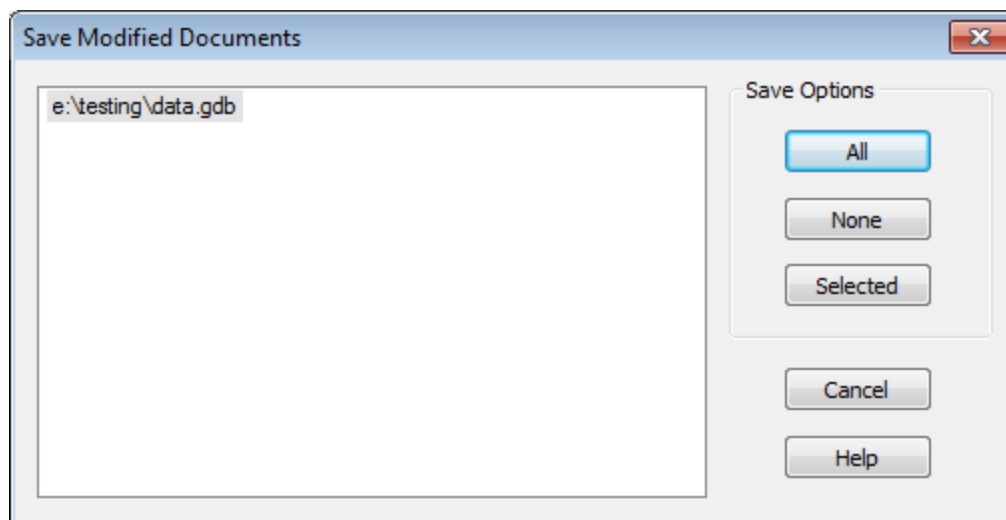 Save Modified Documents
e:\testing\data.gdb
Save Options
All
None
Selected
Cancel
Help